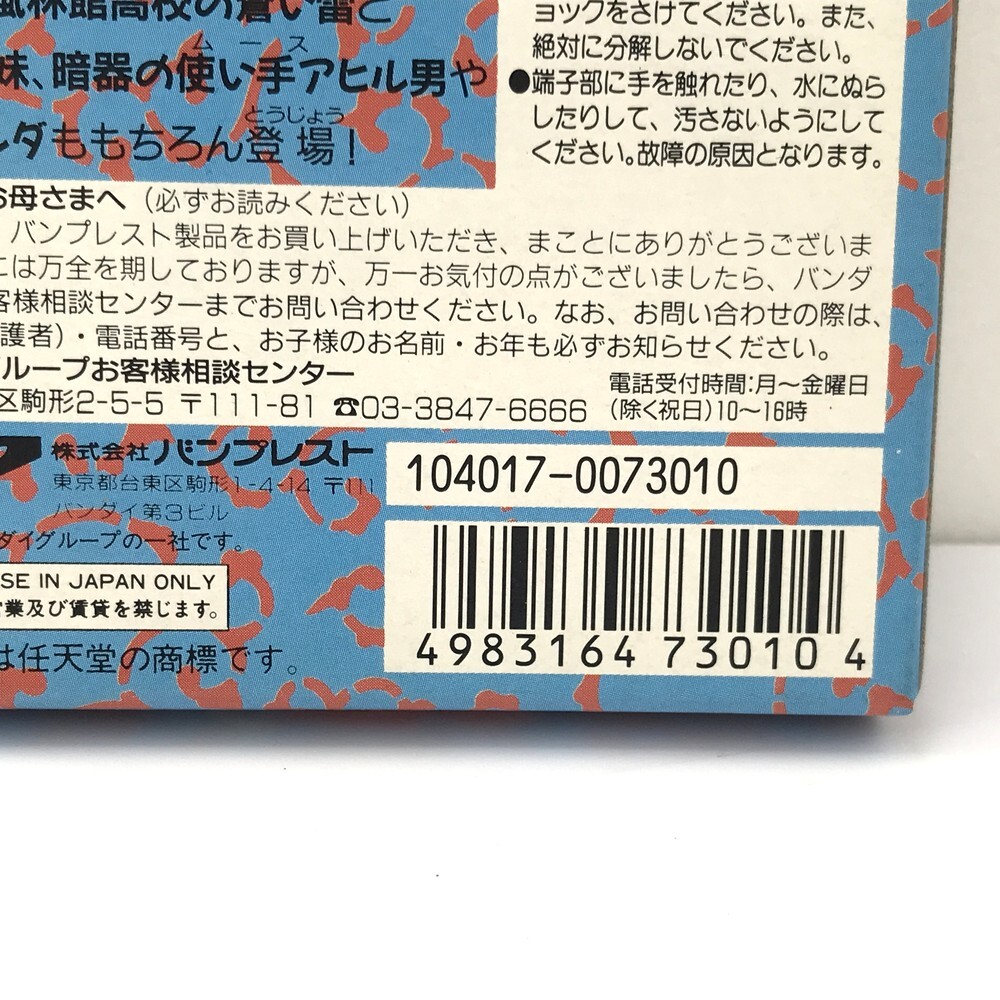 風林館高校の蒼い雷と
ムース
妹、暗器の使い手アヒル男や
とうじょう
ンダももちろん登場!
ョックをさけてください。また、
絶対に分解しないでください。
●端子部に手を触れたり、水にぬら
したりして、汚さないようにして
ください。故障の原因となります。
お母さまへ (必ずお読みください)
バンプレスト製品をお買い上げいただき、まことにありがとうございま
には万全を期しておりますが、万一お気付の点がございましたら、バンダ
客様相談センターまでお問い合わせください。なお、お問い合わせの際は、
護者)・電話番号と、お子様のお名前・お年も必ずお知らせください。
ループお客様相談センター
区駒形2-5-5 〒111-81 ☎03-3847-6666
電話受付時間:月〜金曜日
(除く祝日)10〜16時
株式会社 バンプレスト
東京都台東区駒形1-4-14 〒111
バンダイ第3ビル
ダイグループの一社です。
SE IN JAPAN ONLY
営業及び賃貸を禁じます。
は任天堂の商標です。
104017-0073010
4983164730104